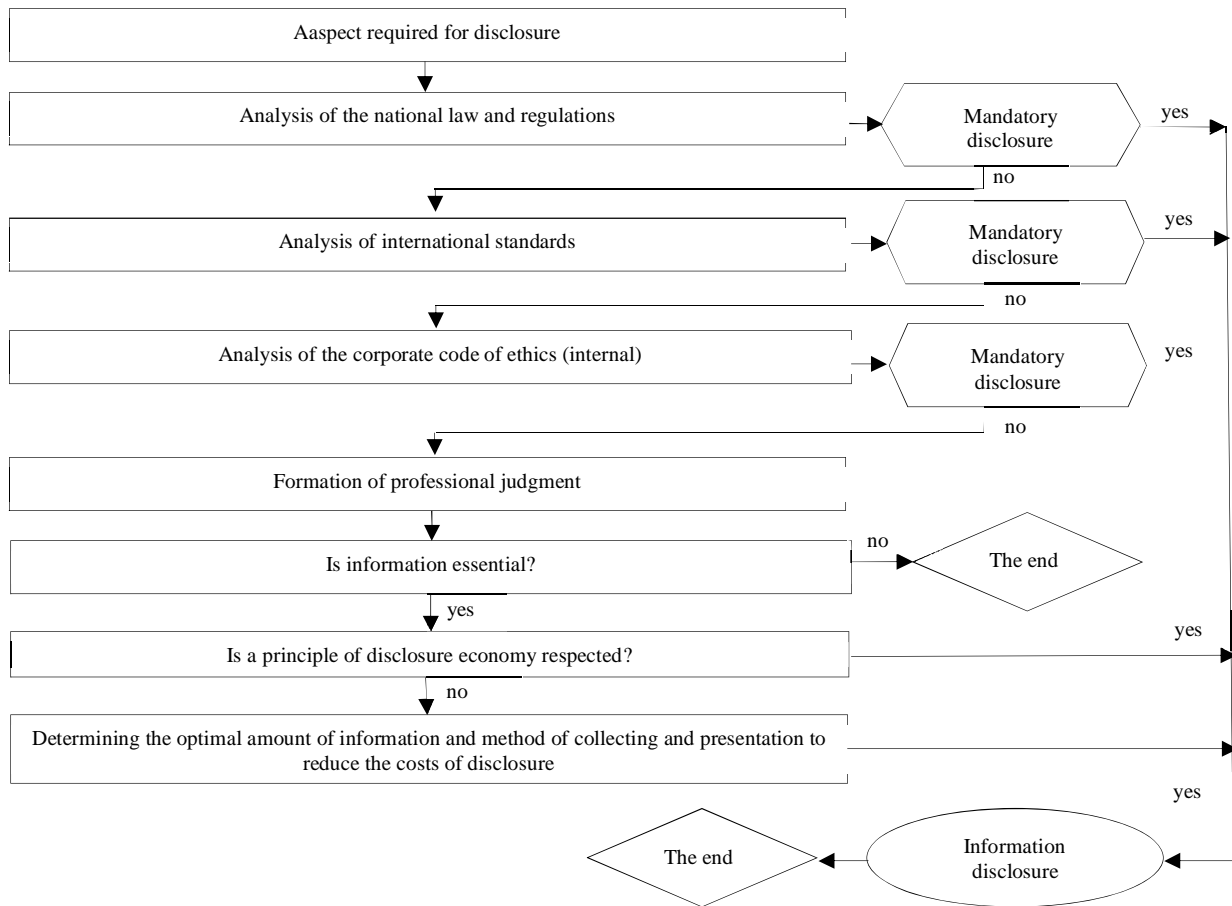 Aaspect required for disclosure
Analysis of the national law and regulations
Mandatory
disclosure
yes
no
Analysis of international standards
Mandatory
disclosure
yes
no
Analysis of the corporate code of ethics (internal)
Mandatory
disclosure
yes
no
Formation of professional judgment
Is information essential?
no
The end
yes
Is a principle of disclosure economy respected?
yes
no
Determining the optimal amount of information and method of collecting and presentation to
reduce the costs of disclosure
yes
The end
Information
disclosure